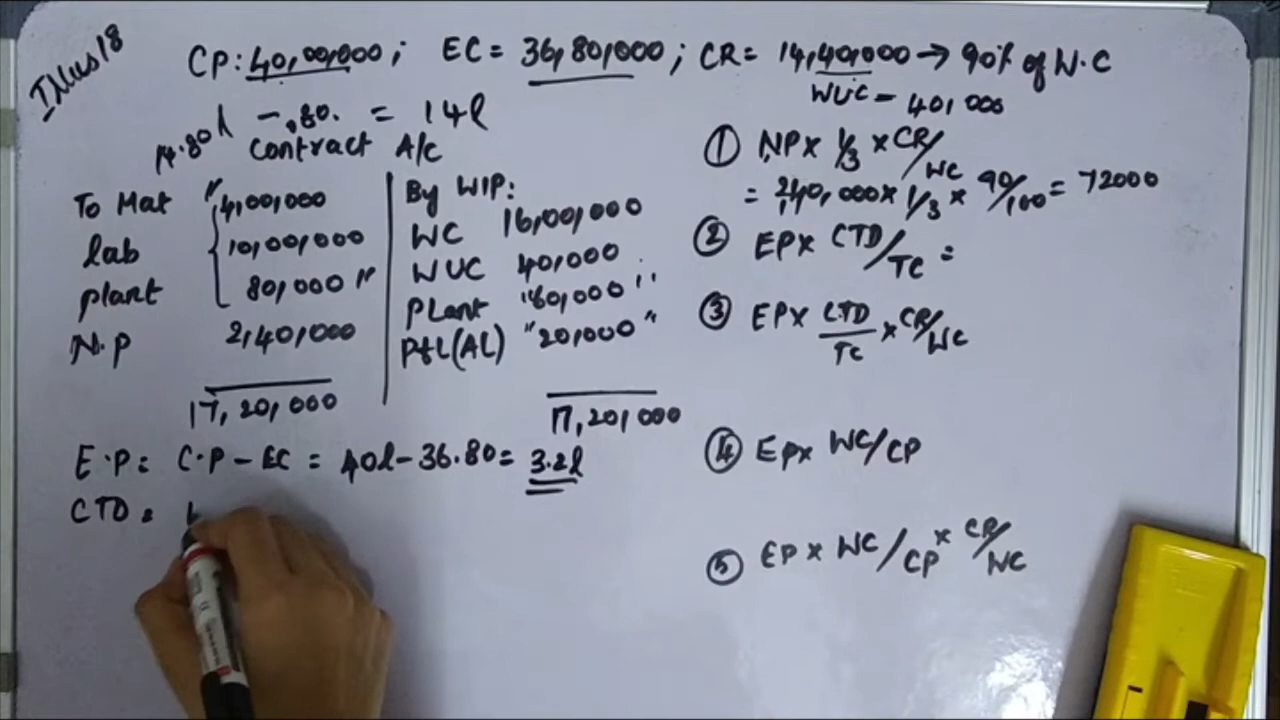 Illus 18
CP: 40,00,000; EC = 36,80,000; CR = 14,40,000 → 90% of W.C
WUC - 40,000
14.80l - .80. = 14l
Contract A/c
To Mat " 4,00,000
lab 10,00,000
plant 80,000 "
N.p 2,40,000
17,20,000
By WIP:
WC 16,00,000
WUC 40,000
PLant "60,000"
P&L(AL) "20,000"
17,20,000
E.P = C.P - EC = 40l - 36.80 = 3.2l
CTD =
① NP x 1/3 x CR/WC
= 240,000 x 1/3 x 90/100 = 72000
② EP x CTD/TC =
③ EP x CTD/TC x CR/WC
④ EP x WC/CP
⑤ EP x WC/CP x CR/WC